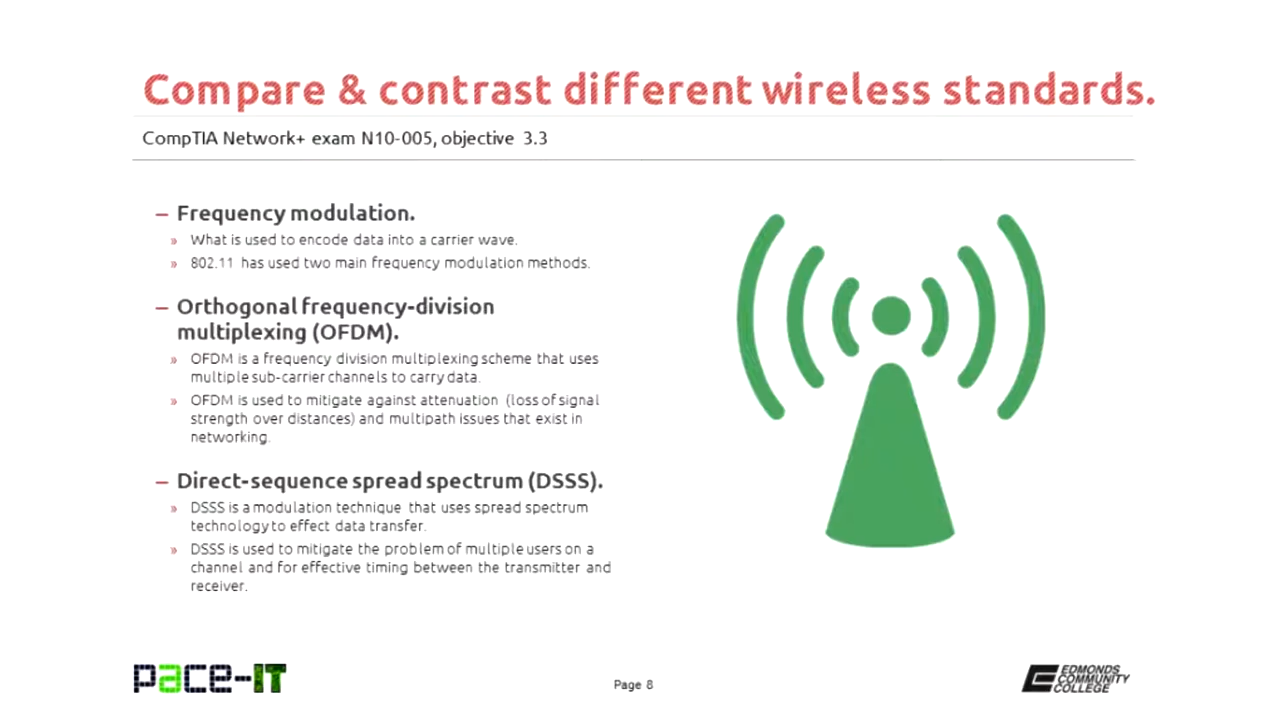 Compare & contrast different wireless standards.
CompTIA Network+ exam N10-005, objective 3.3
– Frequency modulation.
» What is used to encode data into a carrier wave.
» 802.11 has used two main frequency modulation methods.
– Orthogonal frequency-division
multiplexing (OFDM).
» OFDM is a frequency division multiplexing scheme that uses
multiple sub-carrier channels to carry data.
» OFDM is used to mitigate against attenuation (loss of signal
strength over distances) and multipath issues that exist in
networking.
– Direct-sequence spread spectrum (DSSS).
» DSSS is a modulation technique that uses spread spectrum
technology to effect data transfer.
» DSSS is used to mitigate the problem of multiple users on a
channel and for effective timing between the transmitter and
receiver.
pace-IT
Page 8
EDMONDS
COMMUNITY
COLLEGE